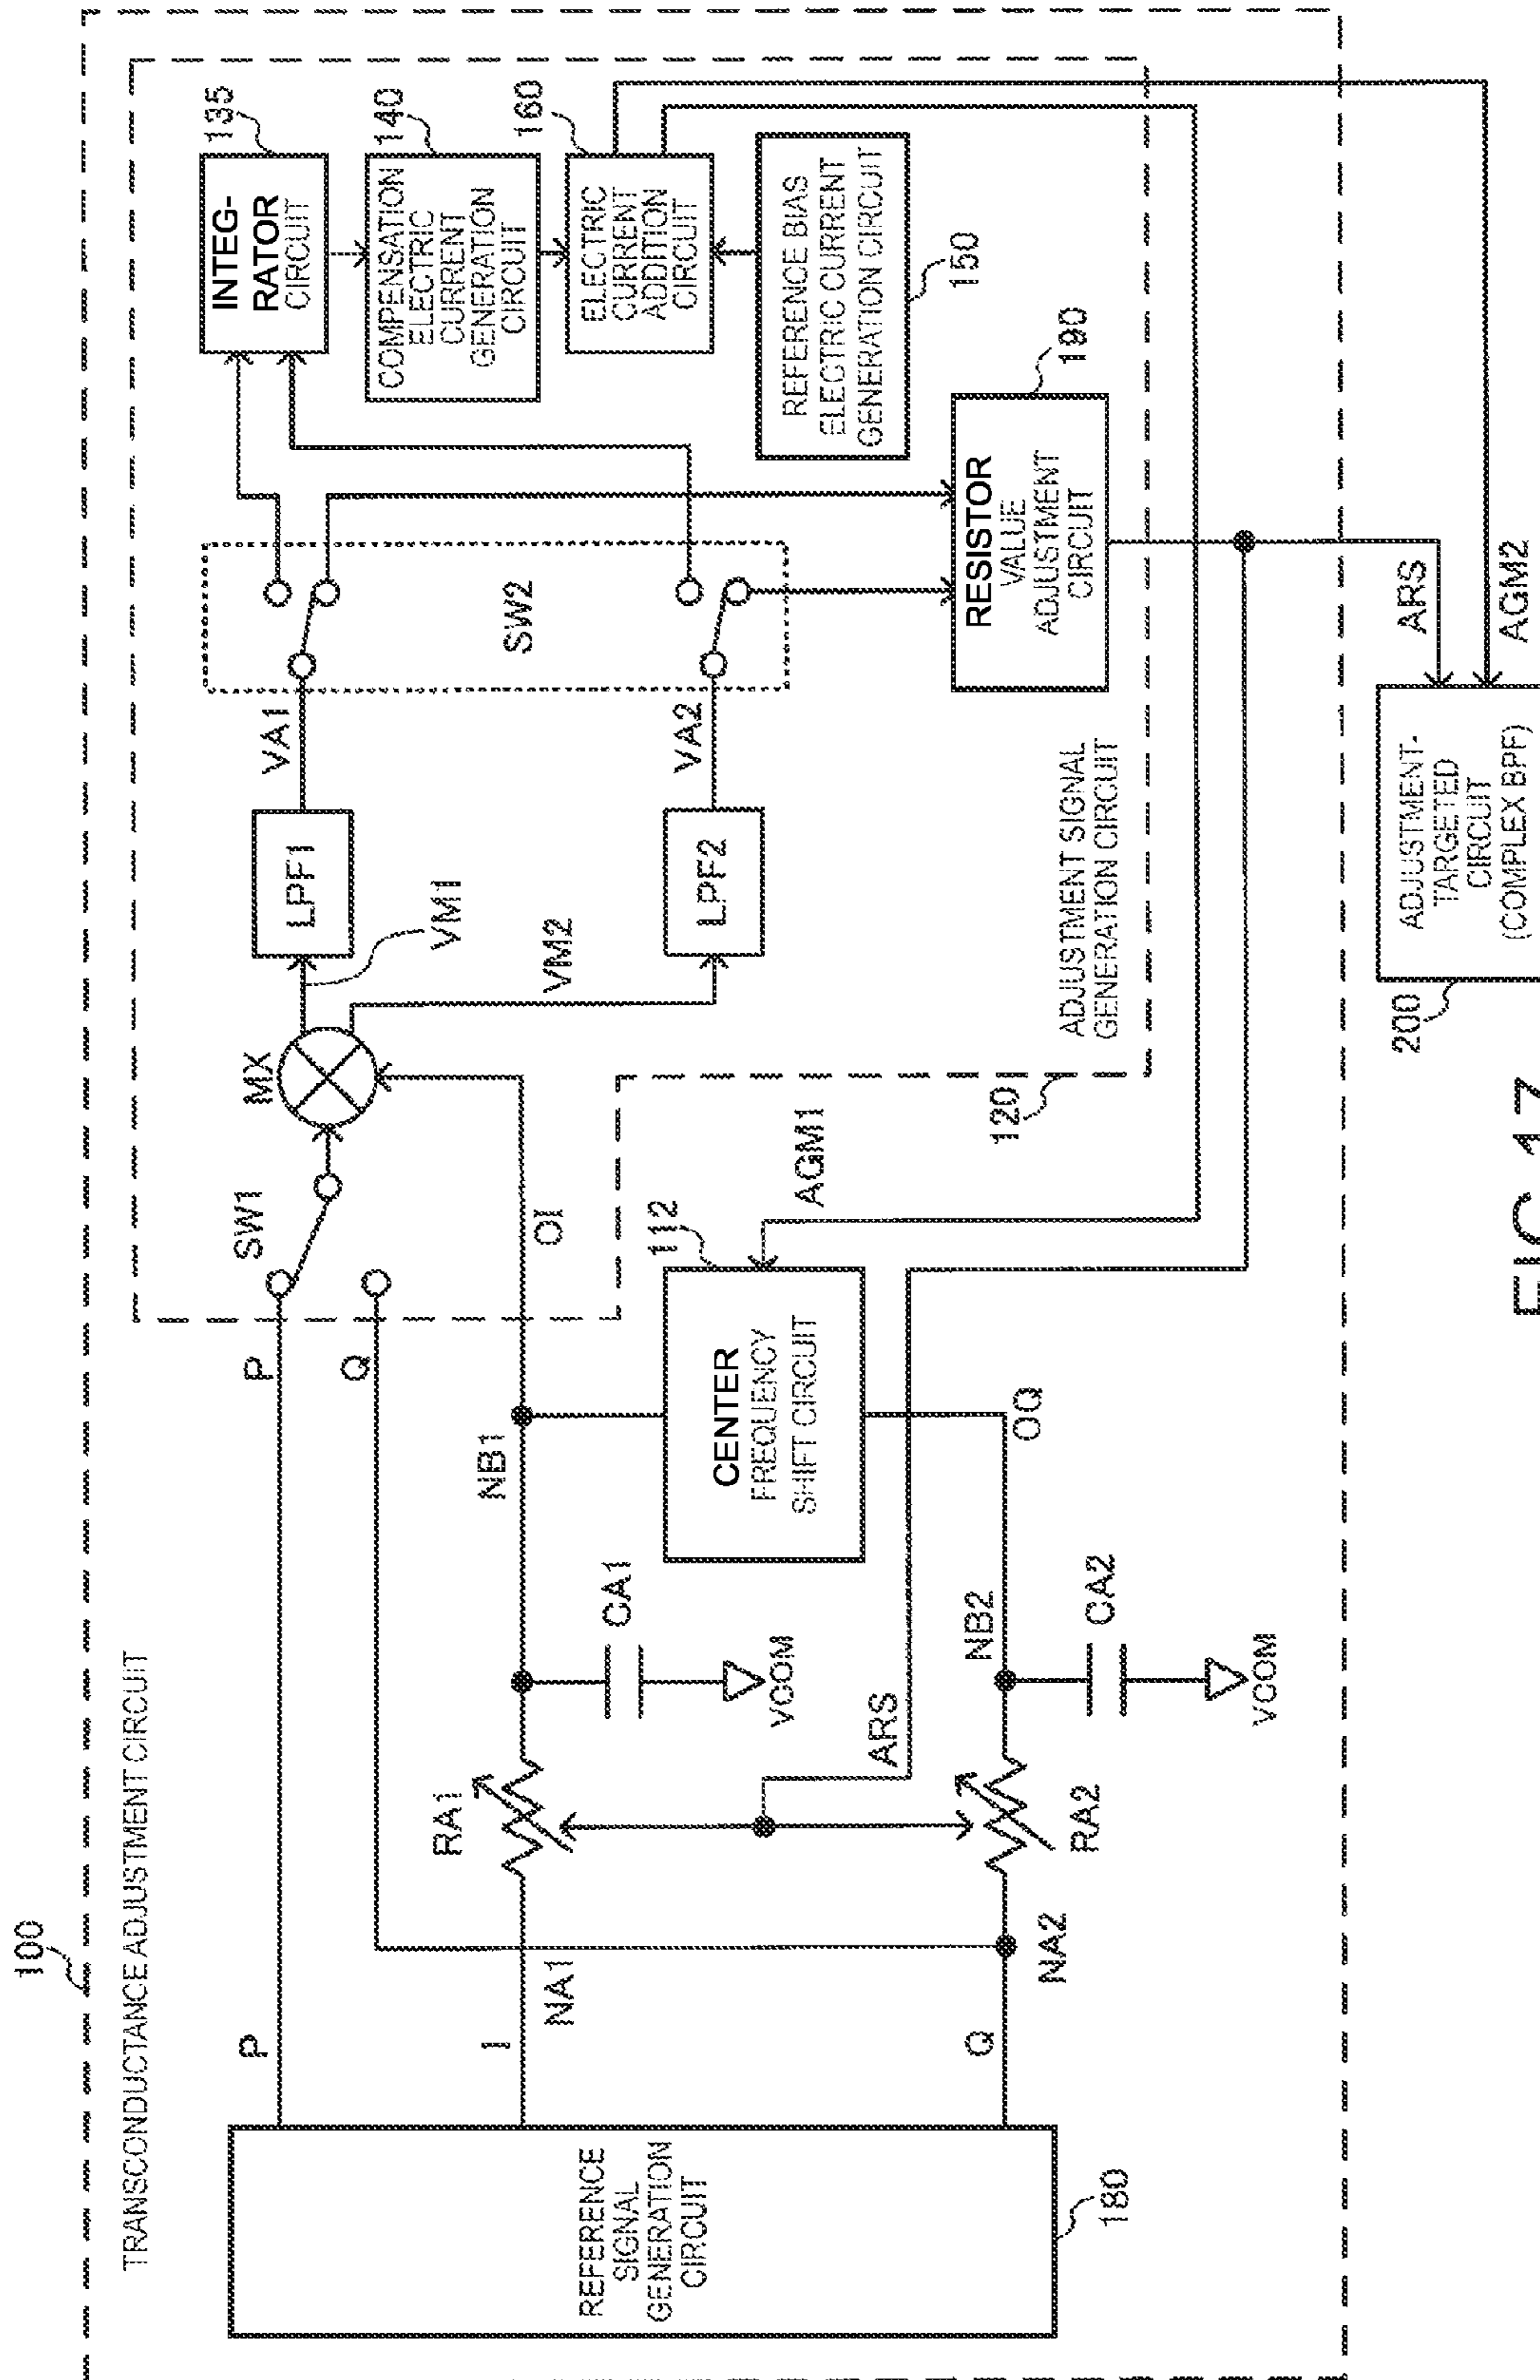 100
TRANSCONDUCTANCE ADJUSTMENT CIRCUIT
REFERENCE
SIGNAL
GENERATION
CIRCUIT
180
P
I
Q
NA1
NA2
RA1
RA2
ARS
CA1
VCOM
CA2
VCOM
NB1
NB2
CENTER
FREQUENCY
SHIFT CIRCUIT
112
OI
OQ
P
Q
SW1
MX
AGM1
120
ADJUSTMENT SIGNAL
GENERATION CIRCUIT
VM1
VM2
LPF1
LPF2
VA1
VA2
SW2
INTEG-
RATOR
CIRCUIT
135
COMPENSATION
ELECTRIC
CURRENT
GENERATION
CIRCUIT
140
ELECTRIC
CURRENT
ADDITION
CIRCUIT
160
REFERENCE BIAS
ELECTRIC CURRENT
GENERATION CIRCUIT
150
RESISTOR
VALUE
ADJUSTMENT
CIRCUIT
190
ARS
AGM2
ADJUSTMENT-
TARGETED
CIRCUIT
(COMPLEX BPF)
200